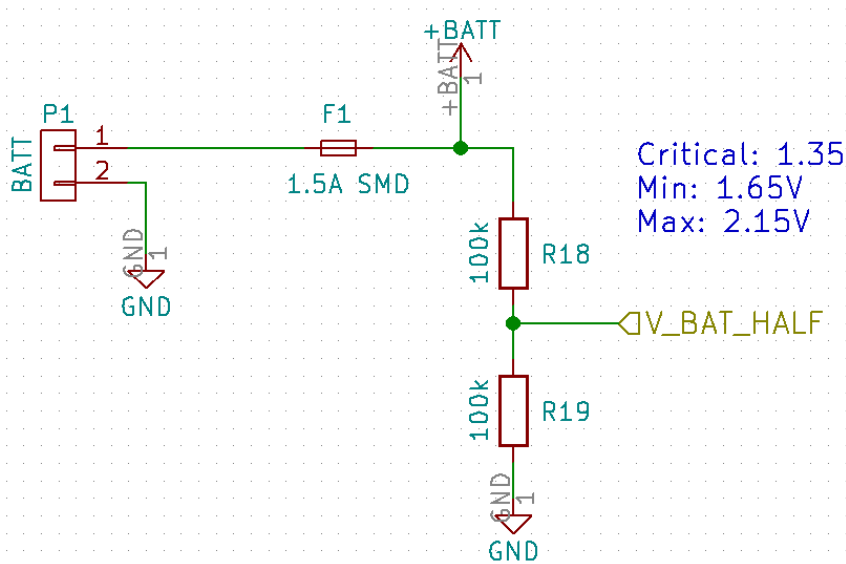 +BATT
+BATT
1
P1
BATT
1
2
F1
1.5A SMD
Critical: 1.35
Min: 1.65V
Max: 2.15V
GND
1
GND
100k
R18
V_BAT_HALF
100k
R19
GND
1
GND